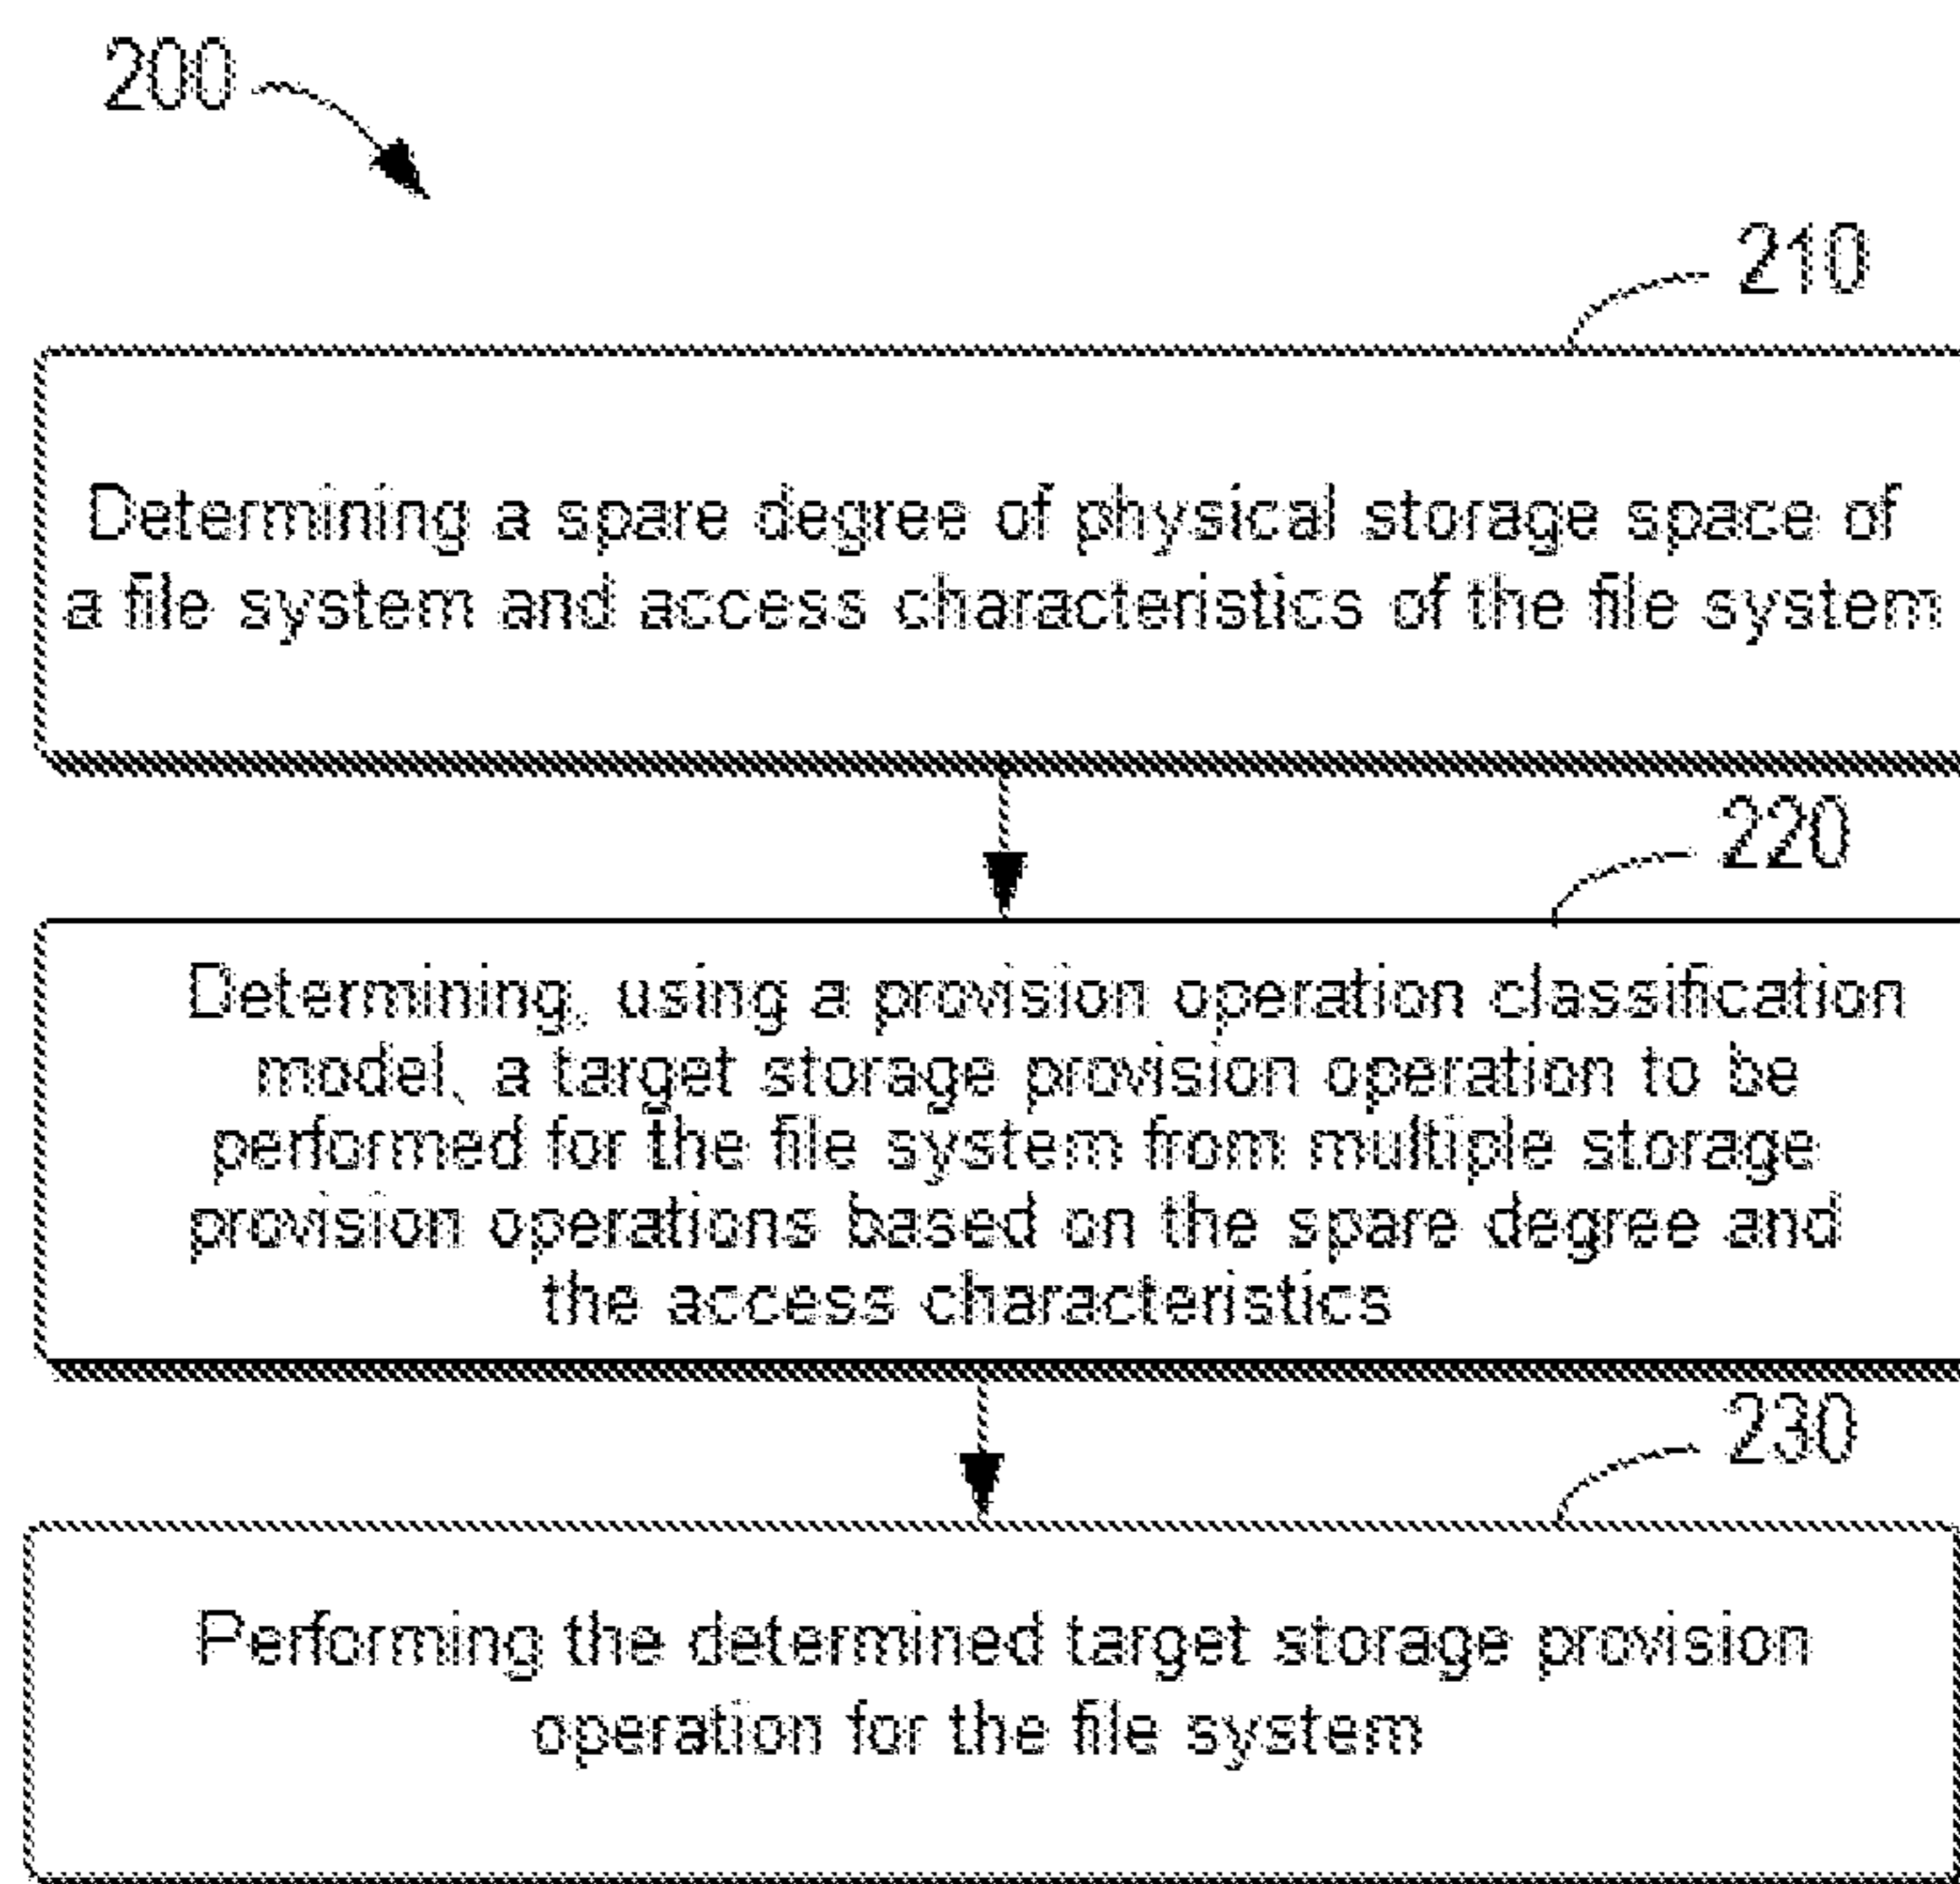 200
210
Determining a spare degree of physical storage space of
a file system and access characteristics of the file system
220
Determining, using a provision operation classification
model, a target storage provision operation to be
performed for the file system from multiple storage
provision operations based on the spare degree and
the access characteristics
230
Performing the determined target storage provision
operation for the file system